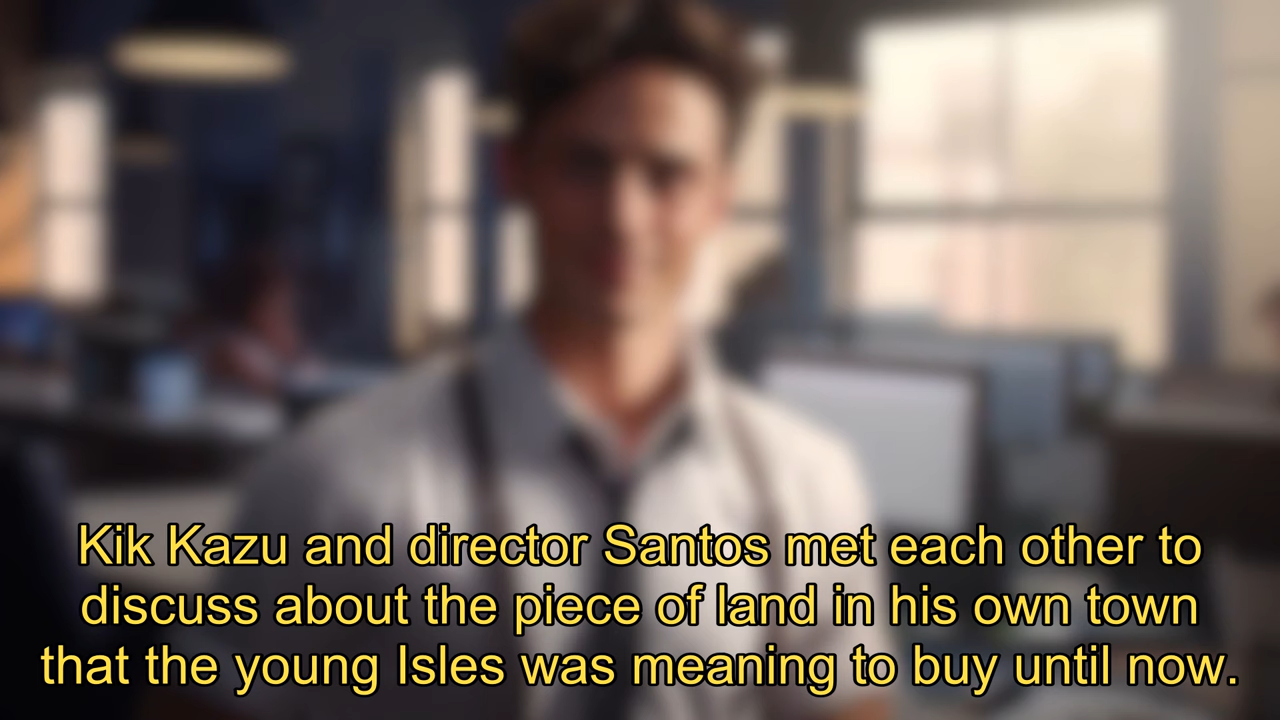 Kik Kazu and director Santos met each other to
discuss about the piece of land in his own town
that the young Isles was meaning to buy until now.